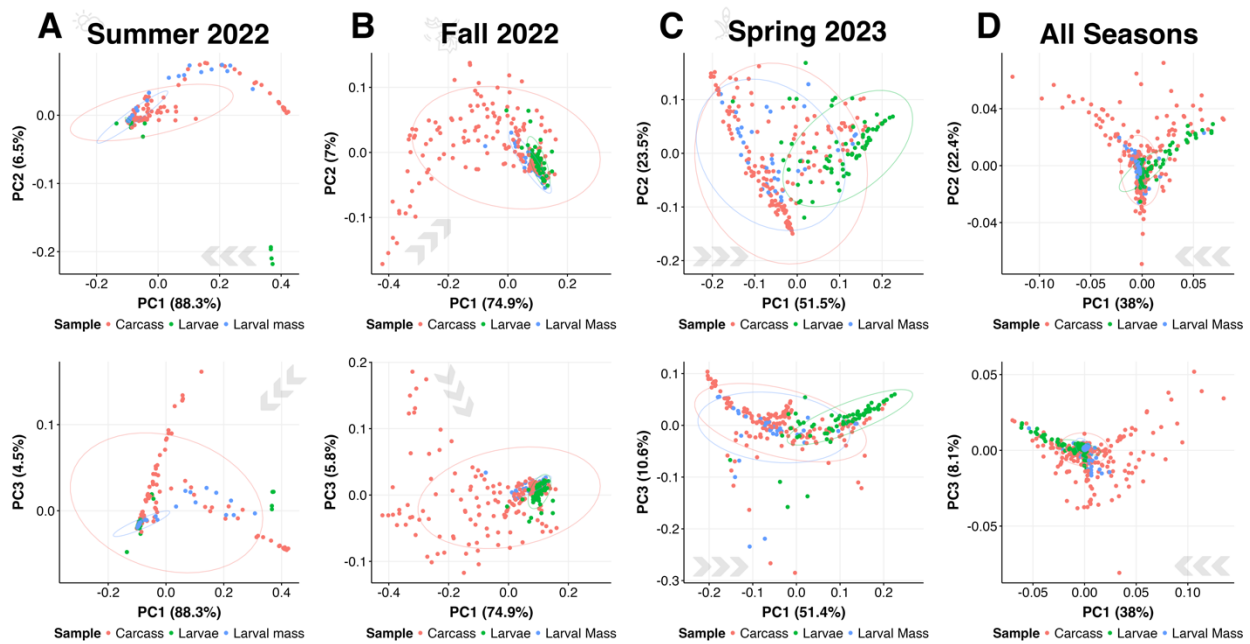 A Summer 2022
B Fall 2022
C Spring 2023
D All Seasons
PC2 (6.5%)
0.0
-0.1
-0.2
-0.2 0.0 0.2 0.4
PC1 (88.3%)
Sample Carcass Larvae Larval mass
PC2 (7%)
0.1
0.0
-0.1
-0.4 -0.2 0.0 0.2
PC1 (74.9%)
Sample Carcass Larvae Larval Mass
PC2 (23.5%)
0.1
0.0
-0.1
-0.2
-0.2 -0.1 0.0 0.1 0.2
PC1 (51.5%)
Sample Carcass Larvae Larval Mass
PC2 (22.4%)
0.04
0.00
-0.04
-0.10 -0.05 0.00 0.05
PC1 (38%)
Sample Carcass Larvae Larval Mass
PC3 (4.5%)
0.1
0.0
-0.2 0.0 0.2 0.4
PC1 (88.3%)
Sample Carcass Larvae Larval mass
PC3 (5.8%)
0.2
0.1
0.0
-0.1
-0.4 -0.2 0.0 0.2
PC1 (74.9%)
Sample Carcass Larvae Larval Mass
PC3 (10.6%)
0.1
0.0
-0.1
-0.2
-0.3
-0.2 -0.1 0.0 0.1 0.2
PC1 (51.4%)
Sample Carcass Larvae Larval Mass
PC3 (8.1%)
0.05
0.00
-0.05
-0.05 0.00 0.05 0.10
PC1 (38%)
Sample Carcass Larvae Larval Mass